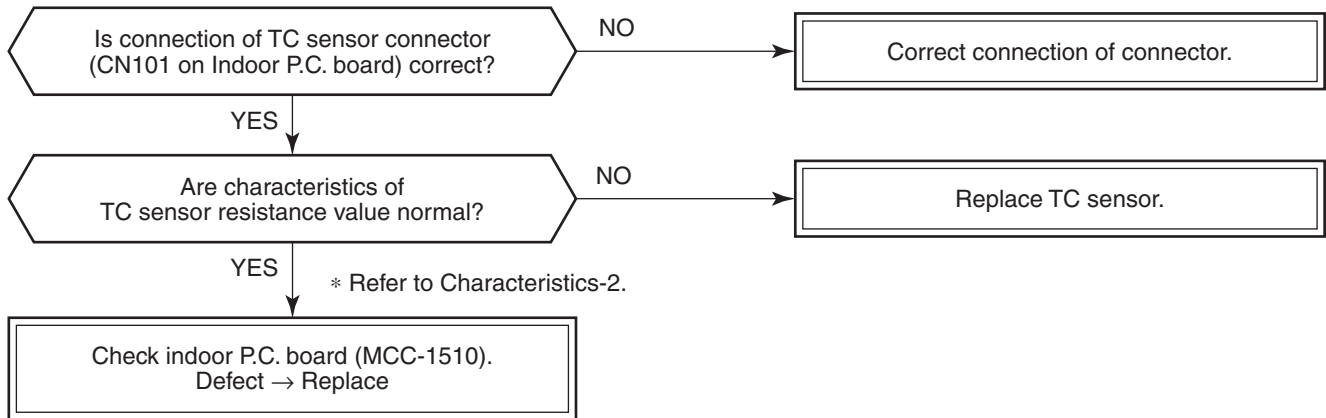 Is connection of TC sensor connector
(CN101 on Indoor P.C. board) correct?
NO
Correct connection of connector.
YES
Are characteristics of
TC sensor resistance value normal?
NO
Replace TC sensor.
YES
* Refer to Characteristics-2.
Check indoor P.C. board (MCC-1510).
Defect → Replace